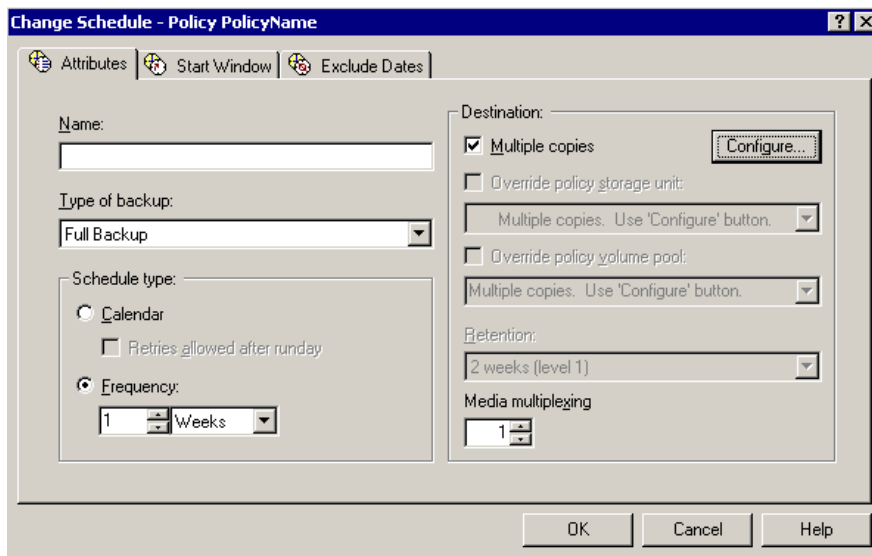 Change Schedule - Policy PolicyName
Attributes
Start Window
Exclude Dates
Name:
Type of backup:
Full Backup
Schedule type:
Calendar
Retries allowed after runday
Frequency:
1
Weeks
Destination:
Multiple copies
Configure...
Override policy storage unit:
Multiple copies. Use 'Configure' button.
Override policy volume pool:
Multiple copies. Use 'Configure' button.
Retention:
2 weeks (level 1)
Media multiplexing
1
OK
Cancel
Help